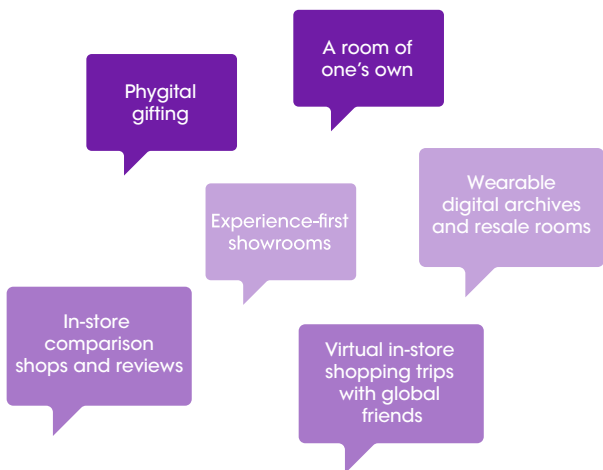 A room of
one's own
Phygital
gifting
Wearable
digital archives
and resale rooms
Experience-first
showrooms
In-store
comparison
shops and reviews
Virtual in-store
shopping trips
with global
friends